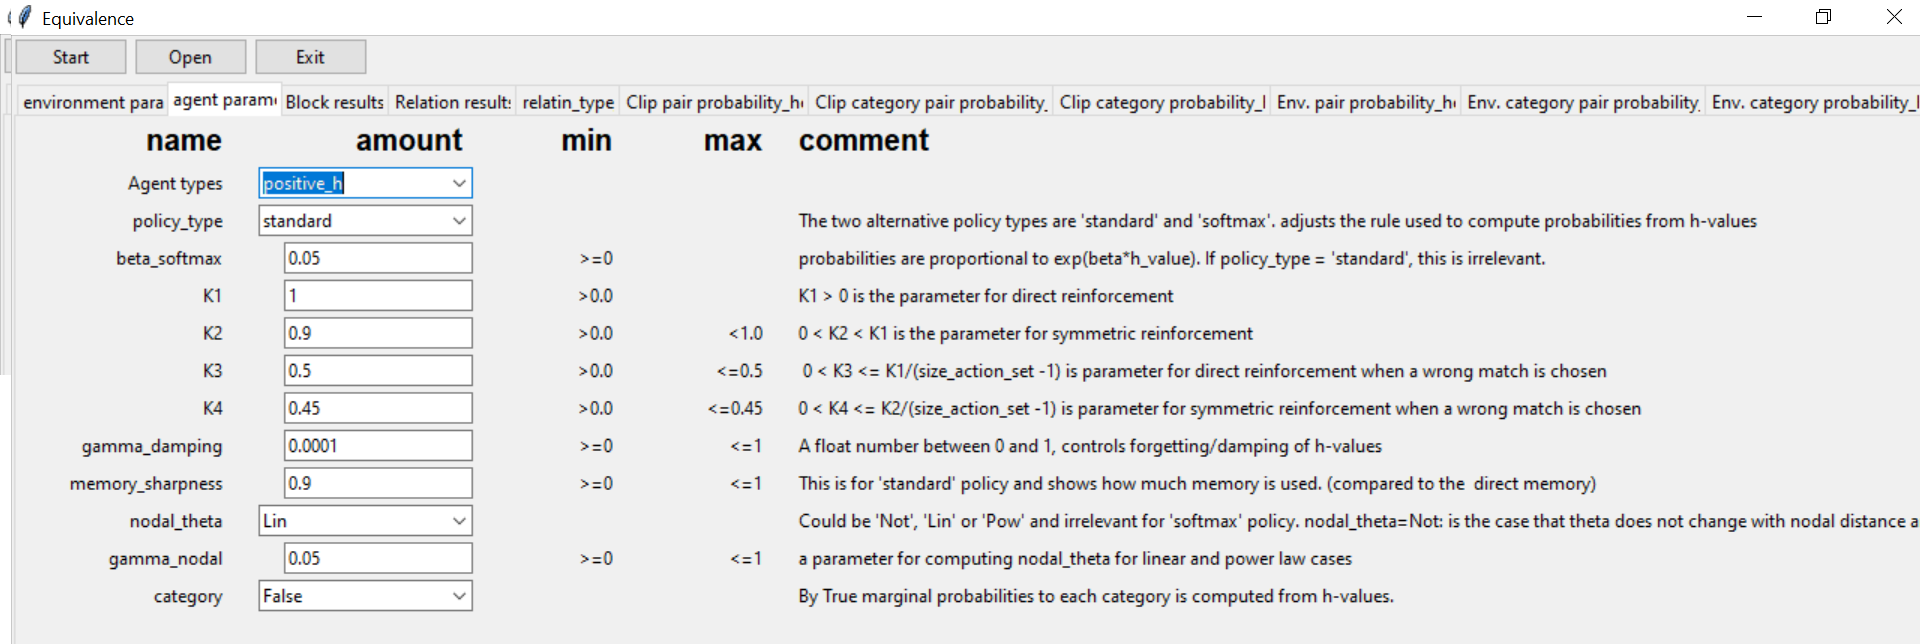 Equivalence
Start Open Exit
environment para agent param Block results Relation results relatin_type Clip pair probability_h Clip category pair probability_ Clip category probability_l Env. pair probability_h Env. category pair probability_ Env. category probability_l
name amount min max comment
Agent types positive_h
policy_type standard The two alternative policy types are 'standard' and 'softmax'. adjusts the rule used to compute probabilities from h-values
beta_softmax 0.05 >=0 probabilities are proportional to exp(beta*h_value). If policy_type = 'standard', this is irrelevant.
K1 1 >0.0 K1 > 0 is the parameter for direct reinforcement
K2 0.9 >0.0 <1.0 0 < K2 < K1 is the parameter for symmetric reinforcement
K3 0.5 >0.0 <=0.5 0 < K3 <= K1/(size_action_set -1) is parameter for direct reinforcement when a wrong match is chosen
K4 0.45 >0.0 <=0.45 0 < K4 <= K2/(size_action_set -1) is parameter for symmetric reinforcement when a wrong match is chosen
gamma_damping 0.0001 >=0 <=1 A float number between 0 and 1, controls forgetting/damping of h-values
memory_sharpness 0.9 >=0 <=1 This is for 'standard' policy and shows how much memory is used. (compared to the direct memory)
nodal_theta Lin Could be 'Not', 'Lin' or 'Pow' and irrelevant for 'softmax' policy. nodal_theta=Not: is the case that theta does not change with nodal distance a
gamma_nodal 0.05 >=0 <=1 a parameter for computing nodal_theta for linear and power law cases
category False By True marginal probabilities to each category is computed from h-values.